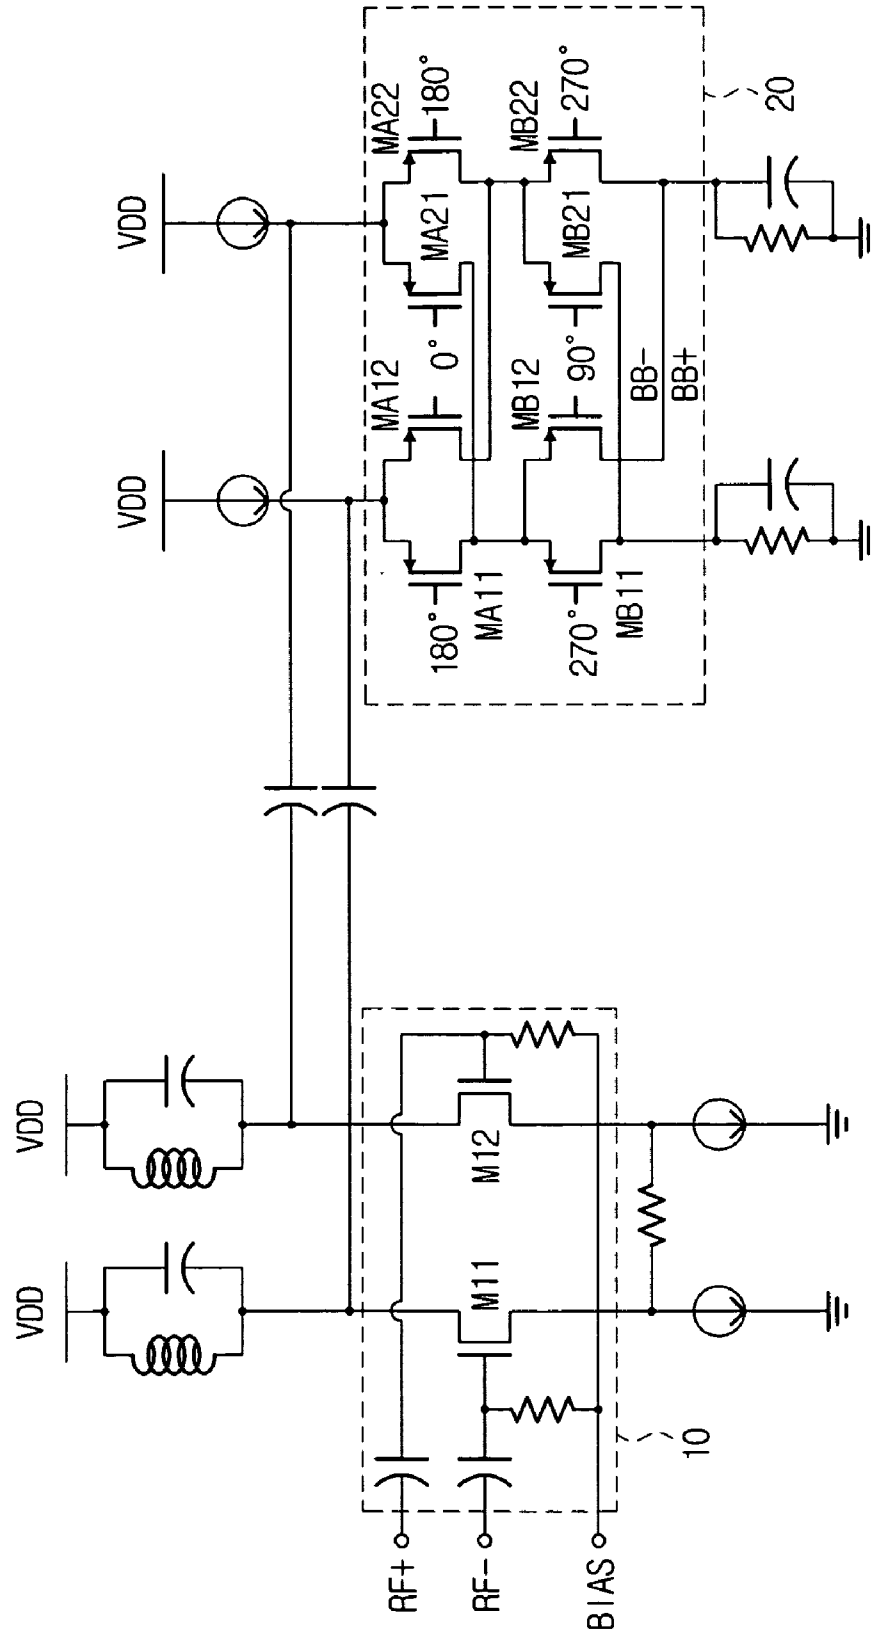 VDD
VDD
MA12
MA22
180°
0°
180°
MA21
MA11
MB12
MB22
270°
90°
270°
MB21
MB11
BB-
BB+
20
VDD
VDD
M11
M12
RF+
RF-
BIAS
10